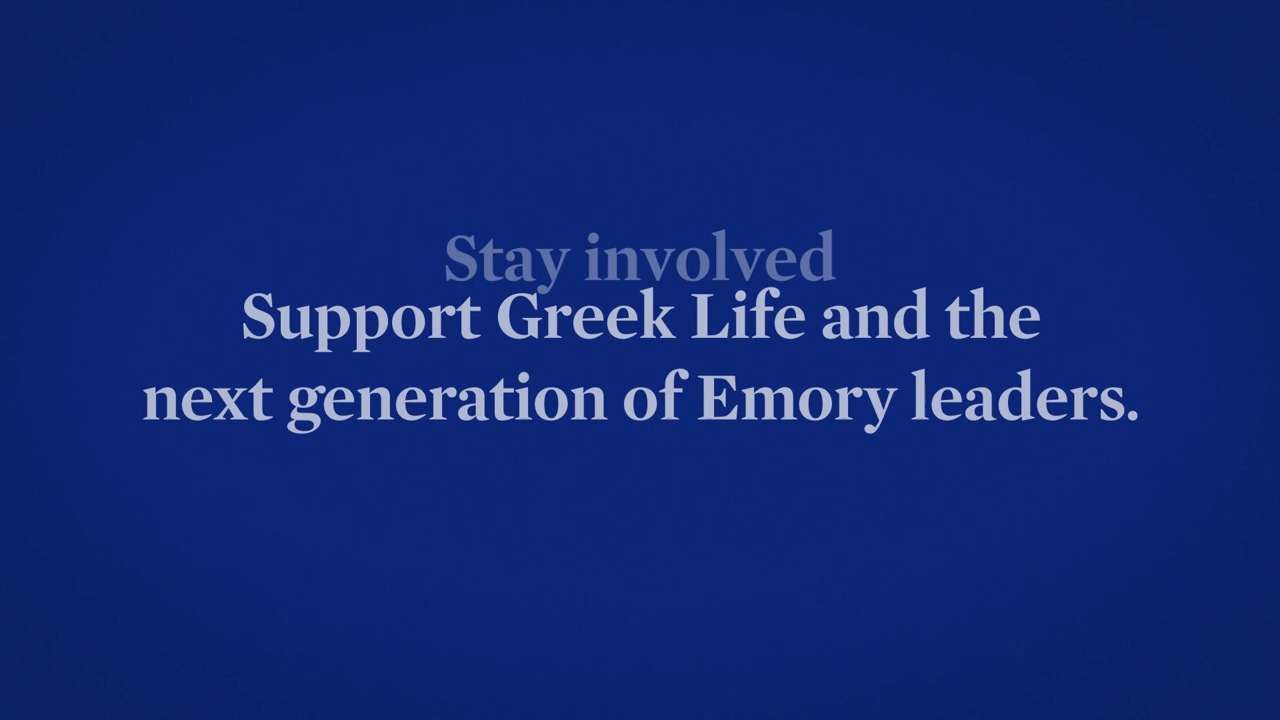 Stay involved
Support Greek Life and the
next generation of Emory leaders.